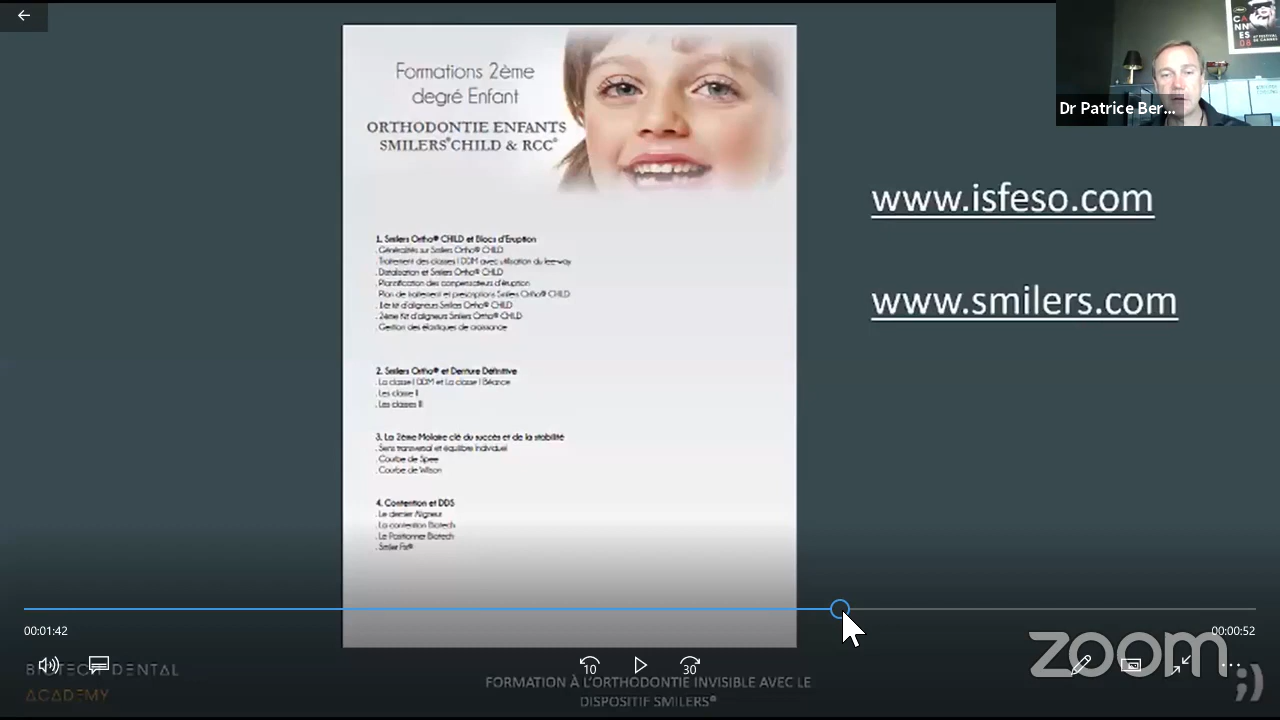 Formations 2ème
degré Enfant
ORTHODONTIE ENFANTS
SMILERS®CHILD & RCC®
CANNES
08
Dr Patrice Ber...
www.isfeso.com
www.smilers.com
1. Smilers Ortho® CHILD et Blocs d'Eruption
. Généralités sur Smilers Ortho® CHILD
. Traitement des classes I DDM avec utilisation du lee-way
. Distalisation et Smilers Ortho® CHILD
. Planification des compensateurs d'éruption
. Plan de traitement et prescriptions Smilers Ortho® CHILD
. 1er kit d'aligneurs Smilers Ortho® CHILD
. 2ème Kit d'aligneurs Smilers Ortho® CHILD
. Gestion des élastiques de croissance
2. Smilers Ortho® et Denture Définitive
. La classe I DDM et La classe I Béance
. Les classe II
. Les classes III
3. La 2ème Molaire clé du succès et de la stabilité
. Sens transversal et équilibre individuel
. Courbe de Spee
. Courbe de Wilson
4. Contention et DDS
. Le dernier Aligneur
. La contention Biotech
. Le Positionner Biotech
. Smiler Fix®
00:01:42
00:00:52
10
30
BIOTECH DENTAL
ACADEMY
FORMATION À L'ORTHODONTIE INVISIBLE AVEC LE
DISPOSITIF SMILERS®
zoom